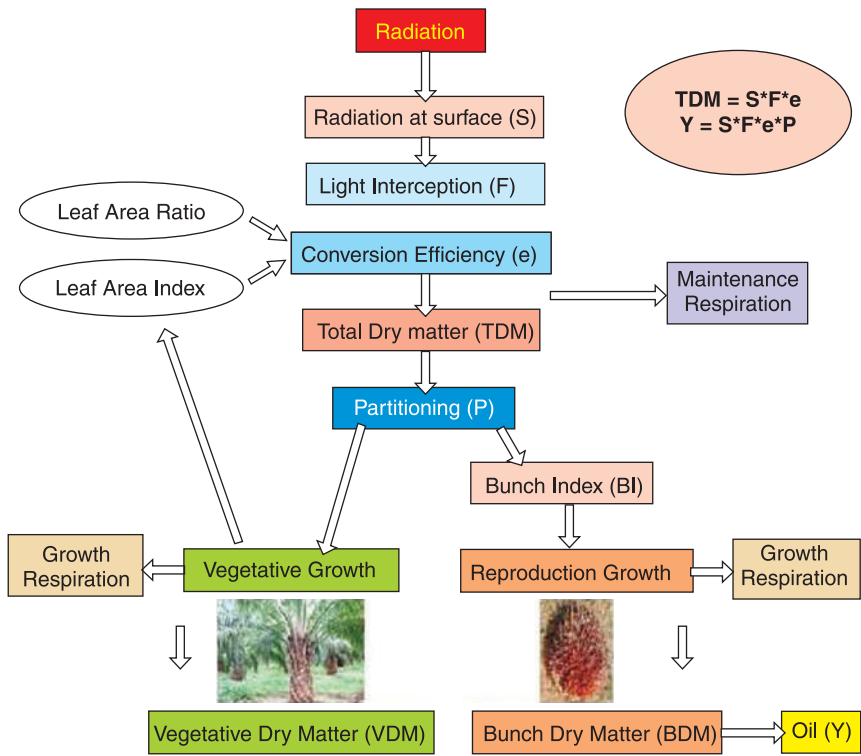 Radiation
TDM = S*F*e
Y = S*F*e*P
Radiation at surface (S)
Light Interception (F)
Leaf Area Ratio
Conversion Efficiency (e)
Leaf Area Index
Maintenance
Respiration
Total Dry matter (TDM)
Partitioning (P)
Bunch Index (BI)
Growth
Respiration
Vegetative Growth
Reproduction Growth
Growth
Respiration
Vegetative Dry Matter (VDM)
Bunch Dry Matter (BDM)
Oil (Y)